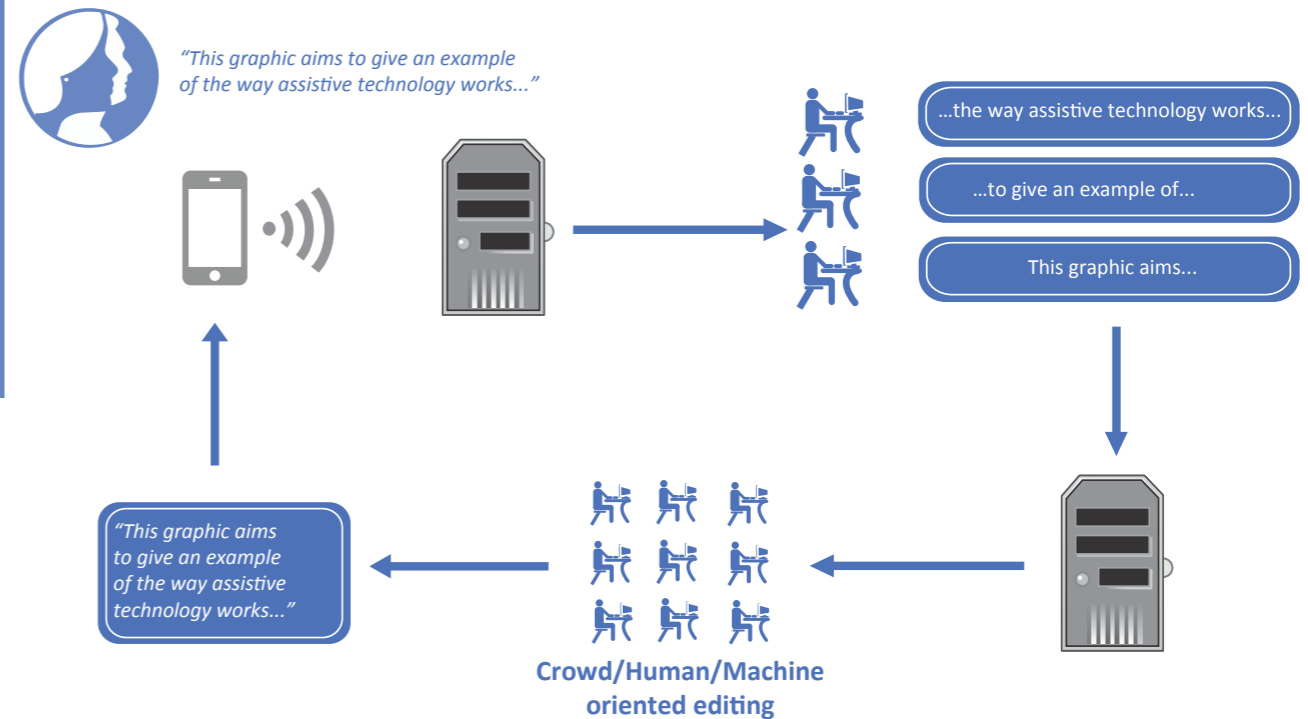 “This graphic aims to give an example
of the way assistive technology works...”
...the way assistive technology works...
...to give an example of...
This graphic aims...
“This graphic aims
to give an example
of the way assistive
technology works...”
Crowd/Human/Machine
oriented editing